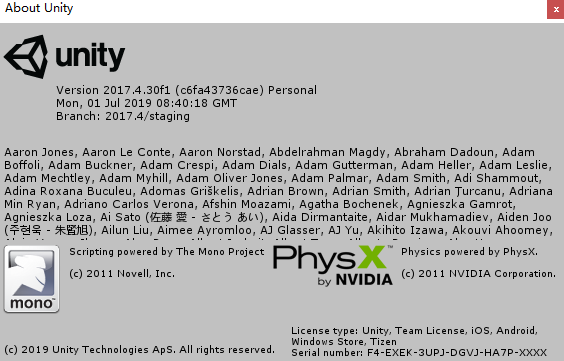 About Unity
x
unity
Version 2017.4.30f1 (c6fa43736cae) Personal
Mon, 01 Jul 2019 08:40:18 GMT
Branch: 2017.4/staging
Aaron Jones, Aaron Le Conte, Aaron Norstad, Abdelrahman Magdy, Abraham Dadoun, Adam
Boffoli, Adam Buckner, Adam Crespi, Adam Dials, Adam Gutterman, Adam Heller, Adam Leslie,
Adam Mechtley, Adam Myhill, Adam Oliver Jones, Adam Palmar, Adam Smith, Adi Shammout,
Adina Roxana Buculeu, Adomas Griškelis, Adrian Brown, Adrian Smith, Adrian Țurcanu, Adriana
Min Ryan, Adriano Carlos Verona, Afshin Moazami, Agatha Bochenek, Agnieszka Gamrot,
Agnieszka Loza, Ai Sato (佐藤 愛 - さとう あい), Aida Dirmantaite, Aidar Mukhamadiev, Aiden Joo
(주현욱 - 朱鉉旭), Ailun Liu, Aimee Ayromloo, AJ Glasser, AJ Yu, Akihito Izawa, Akouvi Ahoomey,
mono™
Scripting powered by The Mono Project
(c) 2011 Novell, Inc.
PhysX™
by NVIDIA
Physics powered by PhysX.
(c) 2011 NVIDIA Corporation.
License type: Unity, Team License, iOS, Android,
Windows Store, Tizen
(c) 2019 Unity Technologies ApS. All rights reserved.
Serial number: F4-EXEK-3UPJ-DGVJ-HA7P-XXXX